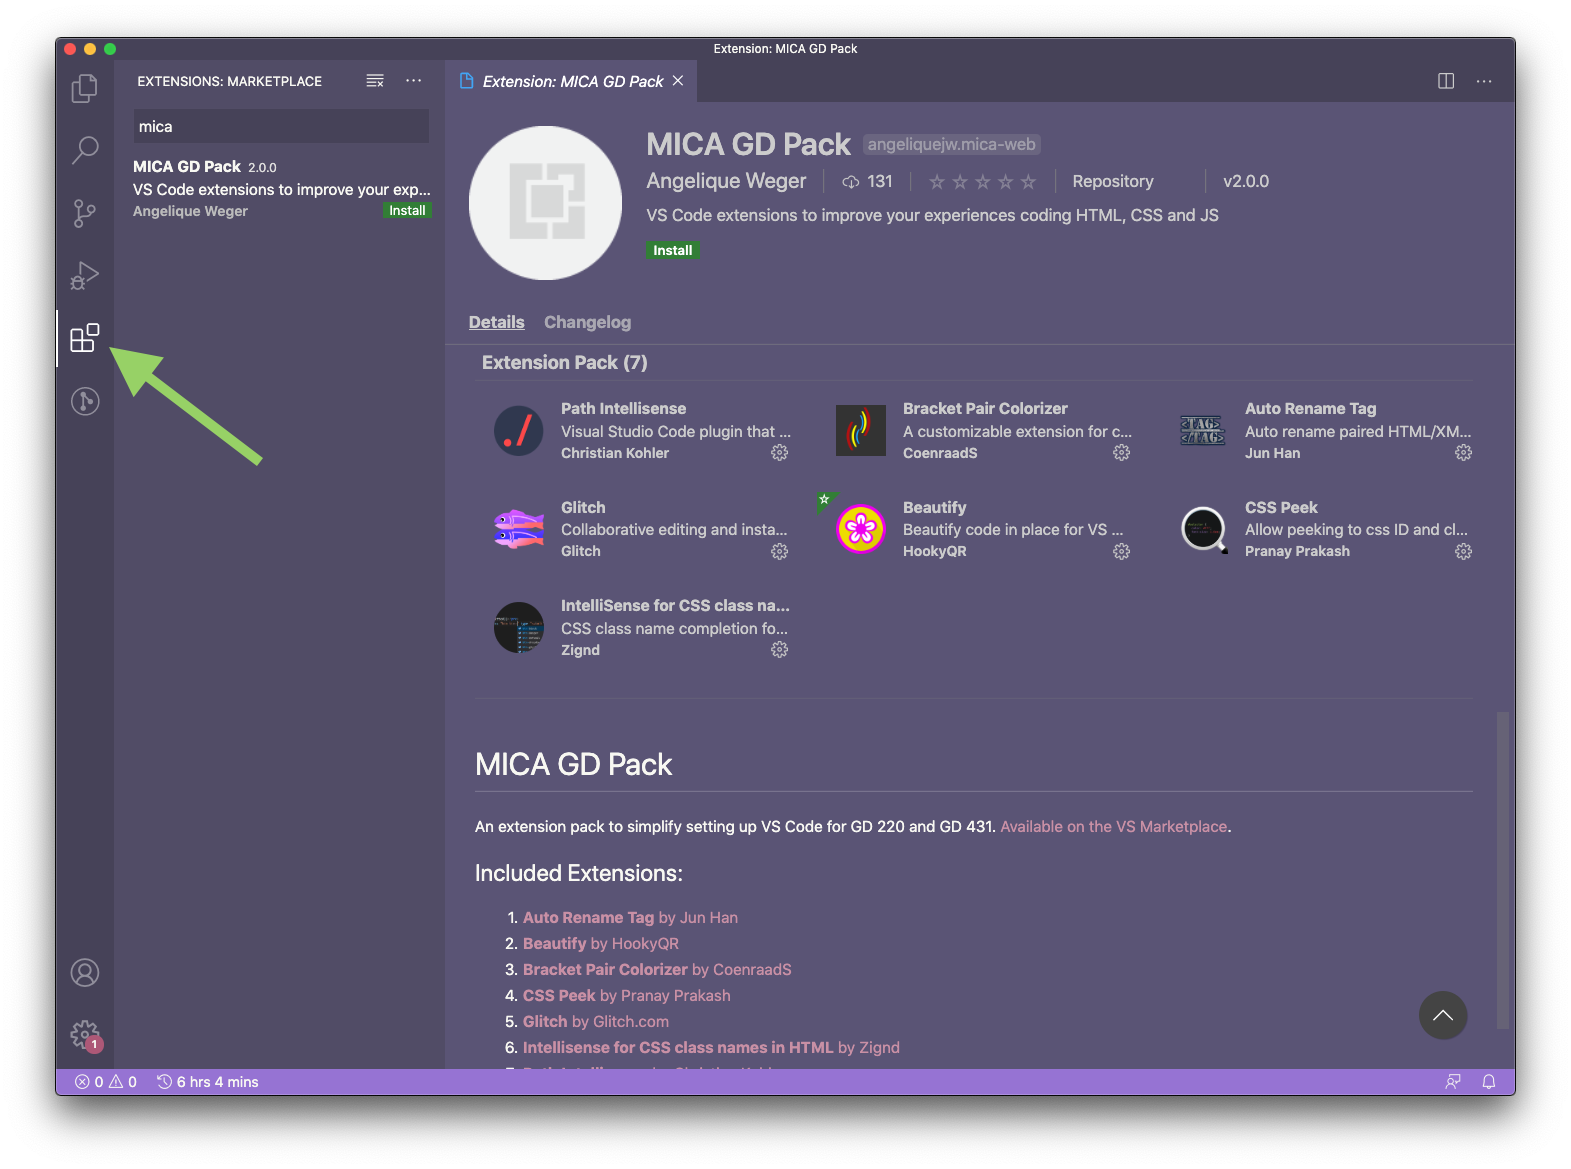 Extension: MICA GD Pack
EXTENSIONS: MARKETPLACE
mica
MICA GD Pack 2.0.0
VS Code extensions to improve your exp...
Angelique Weger Install
Extension: MICA GD Pack
MICA GD Pack angeliquejw.mica-web
Angelique Weger 131 Repository v2.0.0
VS Code extensions to improve your experiences coding HTML, CSS and JS
Install
Details Changelog
Extension Pack (7)
Path Intellisense
Visual Studio Code plugin that ...
Christian Kohler
Bracket Pair Colorizer
A customizable extension for c...
CoenraadS
TAG
/TAG
Auto Rename Tag
Auto rename paired HTML/XM...
Jun Han
Glitch
Collaborative editing and insta...
Glitch
Beautify
Beautify code in place for VS ...
HookyQR
CSS Peek
Allow peeking to css ID and cl...
Pranay Prakash
IntelliSense for CSS class na...
CSS class name completion fo...
Zignd
MICA GD Pack
An extension pack to simplify setting up VS Code for GD 220 and GD 431. Available on the VS Marketplace.
Included Extensions:
1. Auto Rename Tag by Jun Han
2. Beautify by HookyQR
3. Bracket Pair Colorizer by CoenraadS
4. CSS Peek by Pranay Prakash
5. Glitch by Glitch.com
6. Intellisense for CSS class names in HTML by Zignd
1
0 0 6 hrs 4 mins